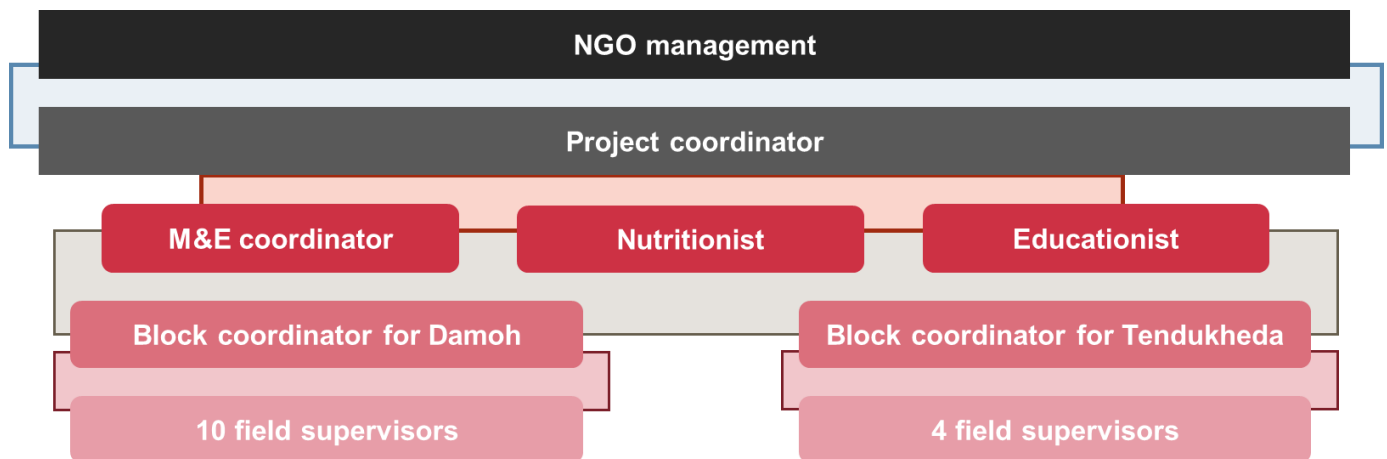 NGO management
Project coordinator
M&E coordinator
Nutritionist
Educationist
Block coordinator for Damoh
Block coordinator for Tendukheda
10 field supervisors
4 field supervisors